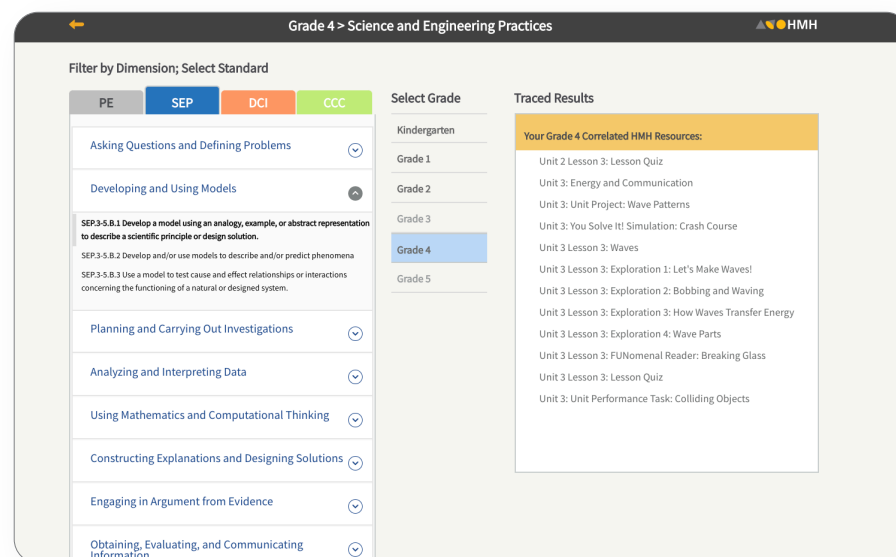 Grade 4 > Science and Engineering Practices
HMH
Filter by Dimension; Select Standard
PE
SEP
DCI
CCC
Asking Questions and Defining Problems
Developing and Using Models
SEP.3-5.B.1 Develop a model using an analogy, example, or abstract representation
to describe a scientific principle or design solution.
SEP.3-5.B.2 Develop and/or use models to describe and/or predict phenomena
SEP.3-5.B.3 Use a model to test cause and effect relationships or interactions
concerning the functioning of a natural or designed system.
Planning and Carrying Out Investigations
Analyzing and Interpreting Data
Using Mathematics and Computational Thinking
Constructing Explanations and Designing Solutions
Engaging in Argument from Evidence
Obtaining, Evaluating, and Communicating
Information
Select Grade
Kindergarten
Grade 1
Grade 2
Grade 3
Grade 4
Grade 5
Traced Results
Your Grade 4 Correlated HMH Resources:
Unit 2 Lesson 3: Lesson Quiz
Unit 3: Energy and Communication
Unit 3: Unit Project: Wave Patterns
Unit 3: You Solve It! Simulation: Crash Course
Unit 3 Lesson 3: Waves
Unit 3 Lesson 3: Exploration 1: Let's Make Waves!
Unit 3 Lesson 3: Exploration 2: Bobbing and Waving
Unit 3 Lesson 3: Exploration 3: How Waves Transfer Energy
Unit 3 Lesson 3: Exploration 4: Wave Parts
Unit 3 Lesson 3: FUNomenal Reader: Breaking Glass
Unit 3 Lesson 3: Lesson Quiz
Unit 3: Unit Performance Task: Colliding Objects